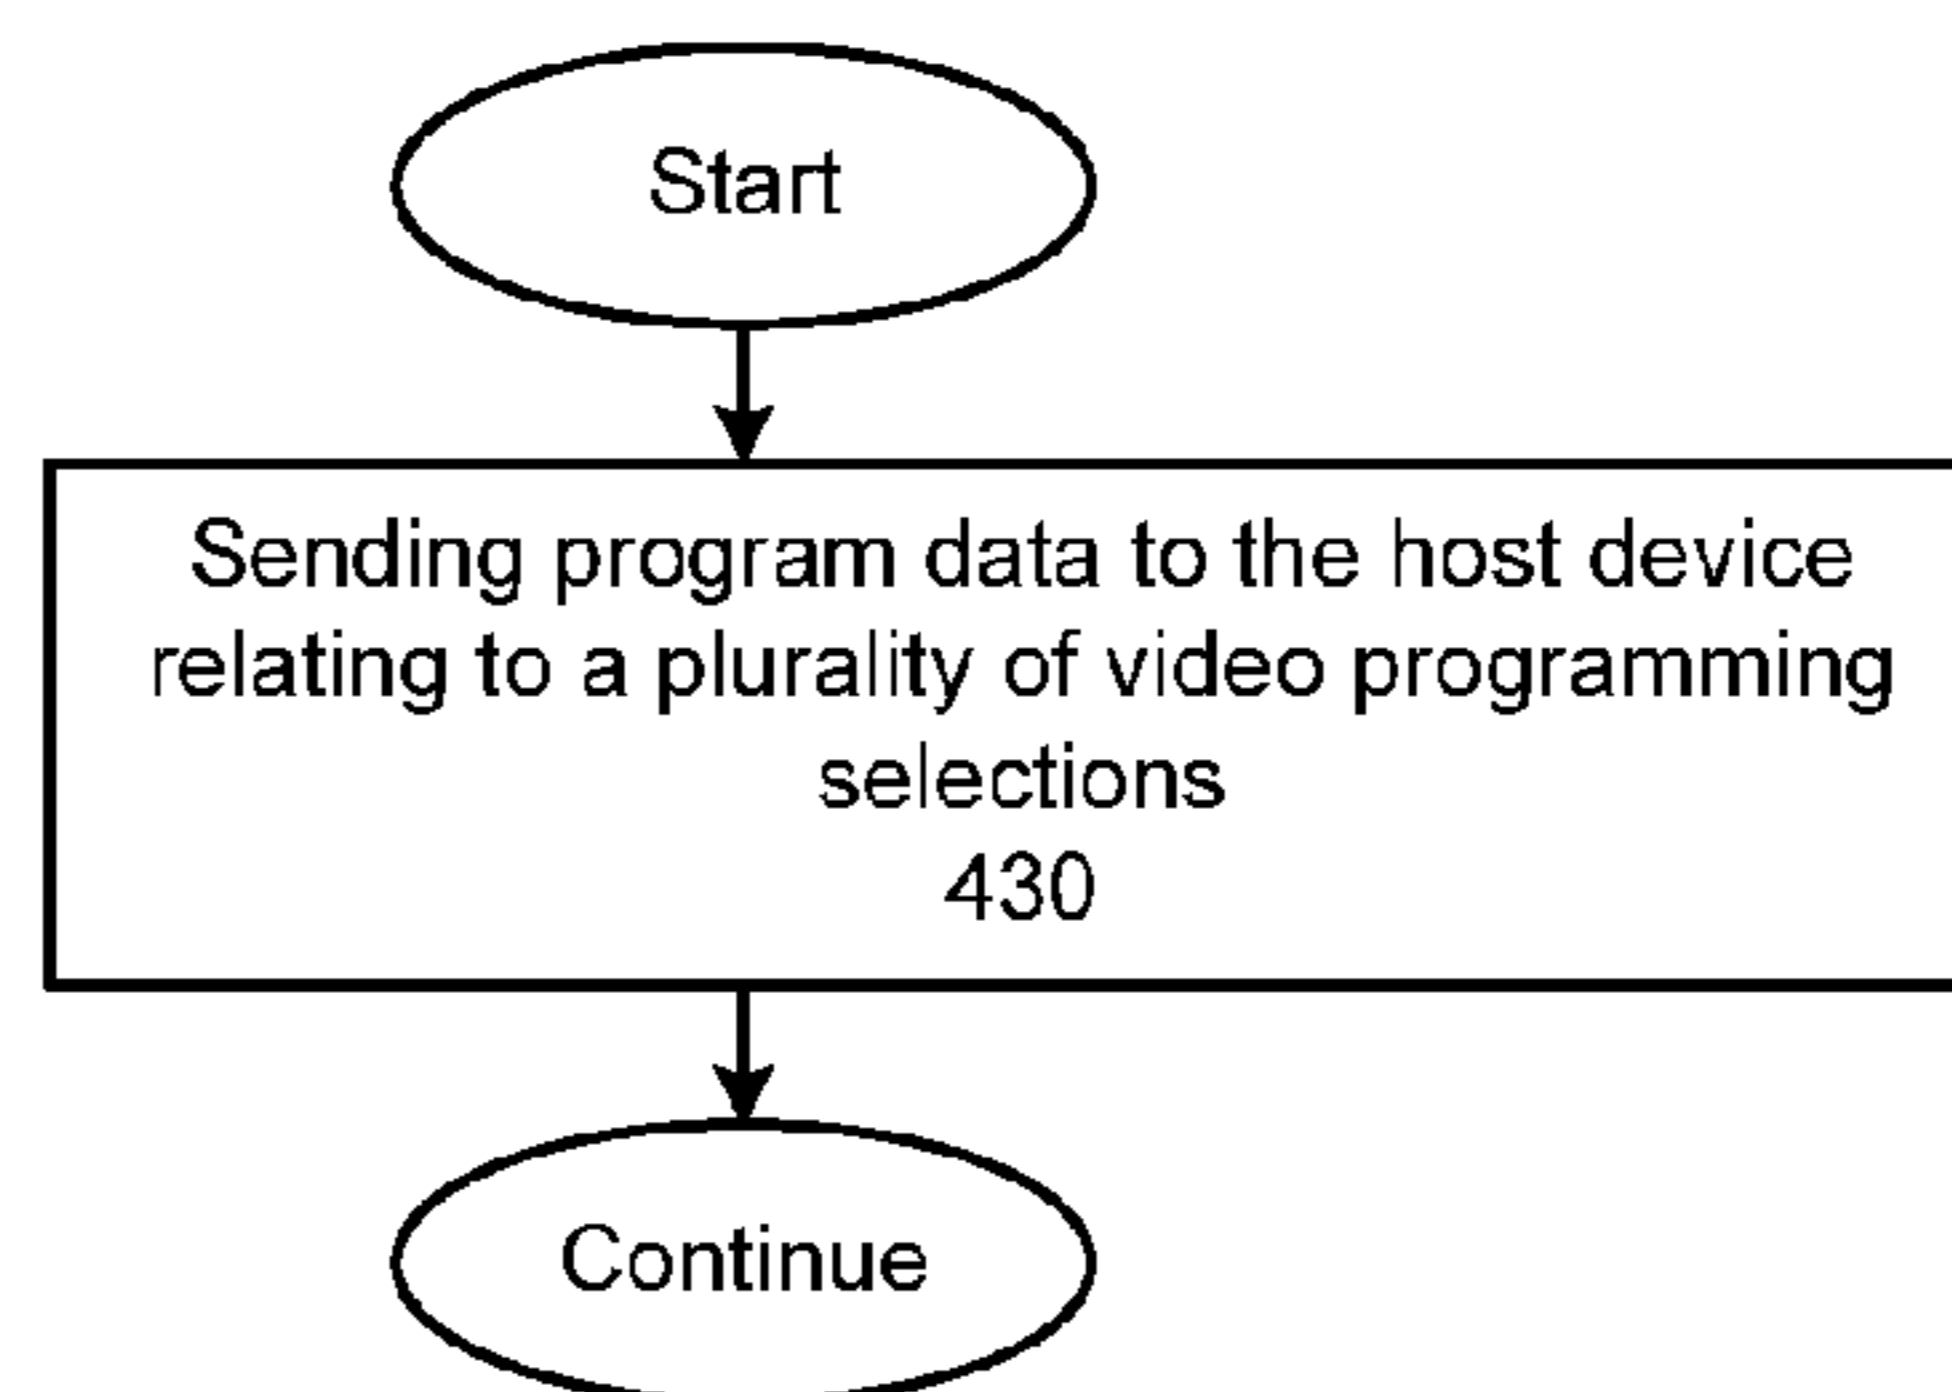 Start
Sending program data to the host device
relating to a plurality of video programming
selections
430
Continue